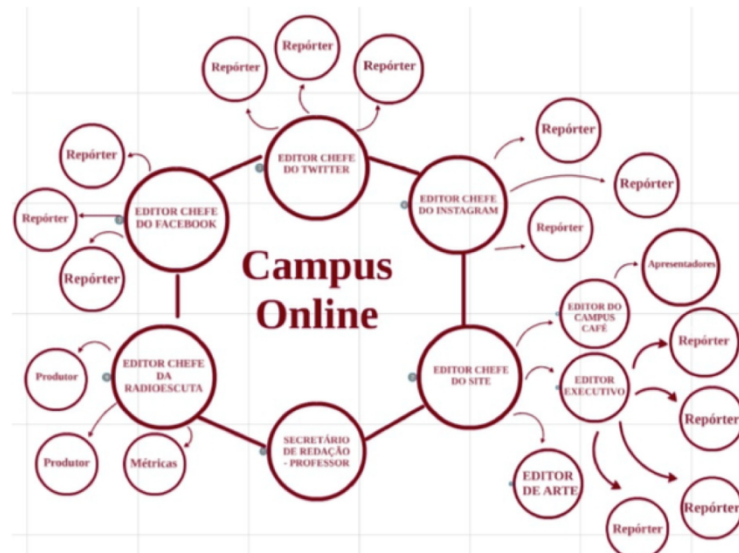 Repórter
Repórter
Repórter
EDITOR CHEFE
DO TWITTER
Repórter
EDITOR CHEFE
DO FACEBOOK
Repórter
Repórter
EDITOR CHEFE
DO INSTAGRAM
Repórter
Repórter
Repórter
Campus
Online
EDITOR CHEFE
DA
RADIOESCUTA
Produtor
Produtor
Métricas
SECRETÁRIO
DE REDAÇÃO
- PROFESSOR
EDITOR CHEFE
DO SITE
EDITOR DO
CAMPUS
CAFÉ
Apresentadores
EDITOR
EXECUTIVO
Repórter
Repórter
Repórter
Repórter
EDITOR
DE ARTE